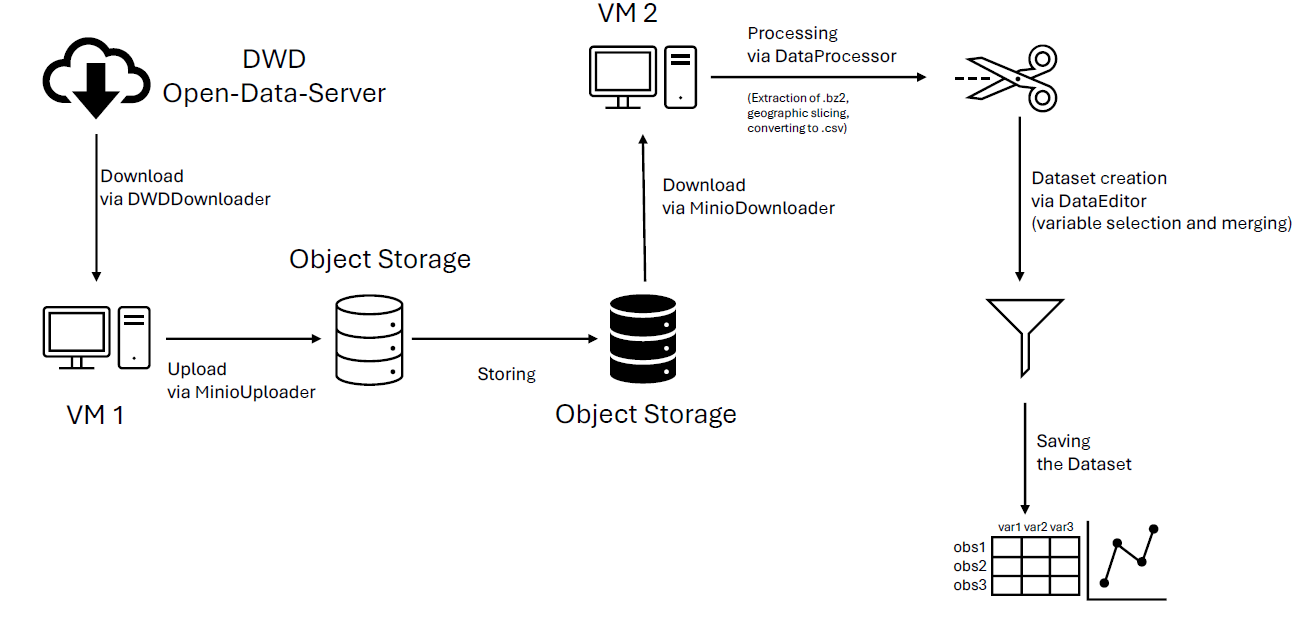 DWD
Open-Data-Server
Download
via DWDDownloader
VM 1
Upload
via MinioUploader
Object Storage
Storing
Object Storage
Download
via MinioDownloader
VM 2
Processing
via DataProcessor
(Extraction of .bz2,
geographic slicing,
converting to .csv)
Dataset creation
via DataEditor
(variable selection and merging)
Saving
the Dataset
var1 var2 var3
obs1
obs2
obs3